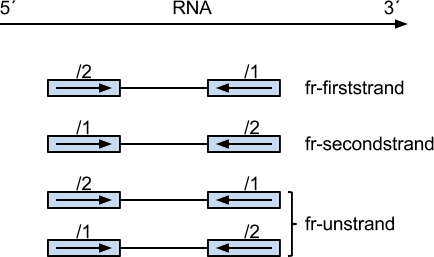 5´ RNA 3´
/2 /1 fr-firststrand
/1 /2 fr-secondstrand
/2 /1
fr-unstrand
/1 /2